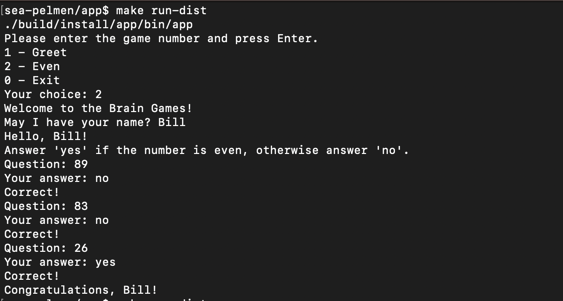 [sea-pelmen/app$ make run-dist
./build/install/app/bin/app
Please enter the game number and press Enter.
1 - Greet
2 - Even
0 - Exit
Your choice: 2
Welcome to the Brain Games!
May I have your name? Bill
Hello, Bill!
Answer 'yes' if the number is even, otherwise answer 'no'.
Question: 89
Your answer: no
Correct!
Question: 83
Your answer: no
Correct!
Question: 26
Your answer: yes
Correct!
Congratulations, Bill!